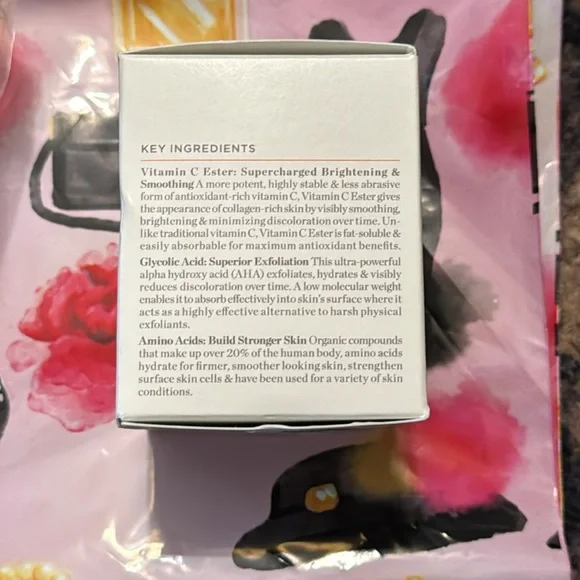 KEY INGREDIENTS
Vitamin C Ester: Supercharged Brightening &
Smoothing A more potent, highly stable & less abrasive
form of antioxidant-rich vitamin C, Vitamin C Ester gives
the appearance of collagen-rich skin by visibly smoothing,
brightening & minimizing discoloration over time. Un-
like traditional vitamin C, Vitamin C Ester is fat-soluble &
easily absorbable for maximum antioxidant benefits.
Glycolic Acid: Superior Exfoliation This ultra-powerful
alpha hydroxy acid (AHA) exfoliates, hydrates & visibly
reduces discoloration over time. A low molecular weight
enables it to absorb effectively into skin's surface where it
acts as a highly effective alternative to harsh physical
exfoliants.
Amino Acids: Build Stronger Skin Organic compounds
that make up over 20% of the human body, amino acids
hydrate for firmer, smoother looking skin, strengthen
surface skin cells & have been used for a variety of skin
conditions.